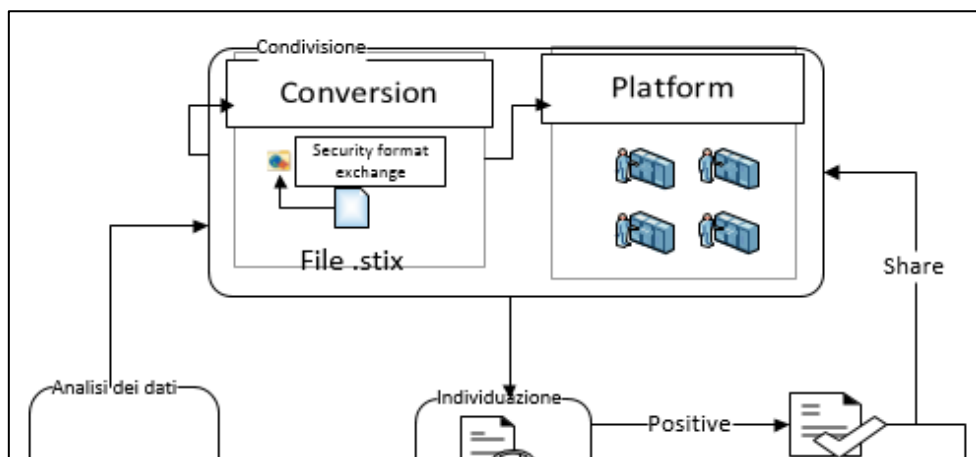 Condivisione
Conversion
Platform
Security format
exchange
File .stix
Share
Analisi dei dati
Individuazione
Positive